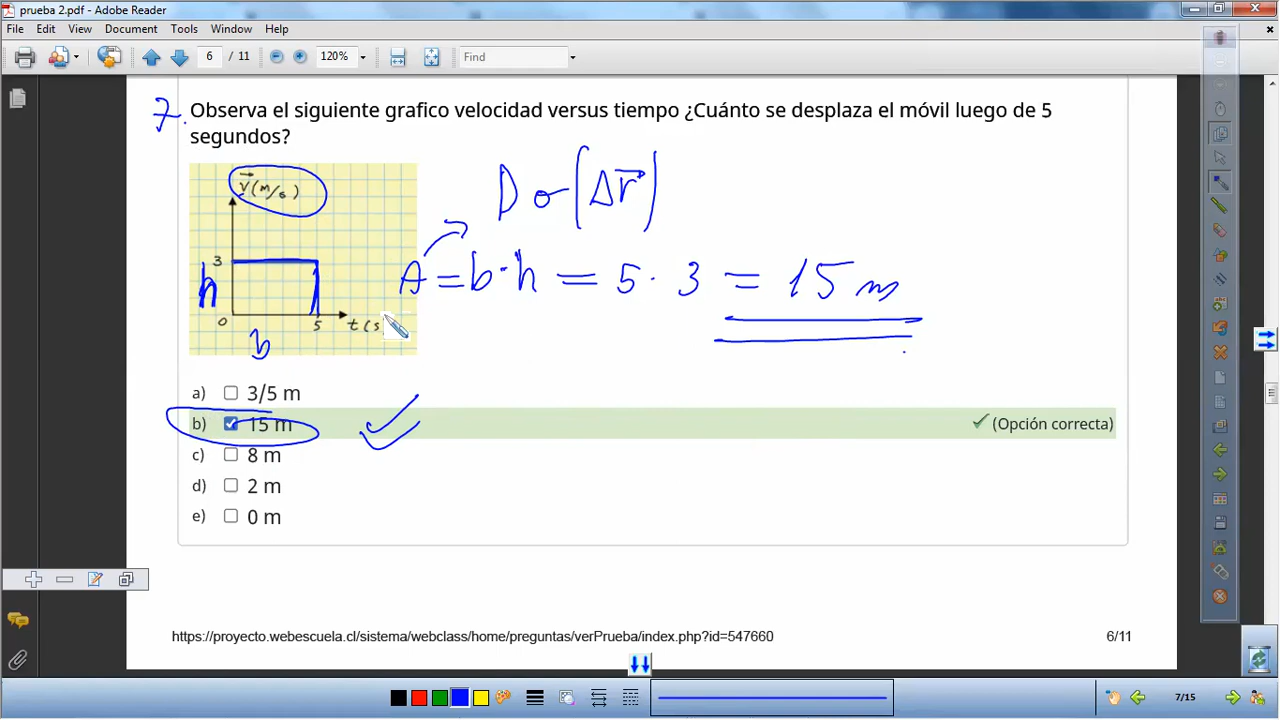 prueba 2.pdf - Adobe Reader
File Edit View Document Tools Window Help
6 / 11 120% Find
7. Observa el siguiente grafico velocidad versus tiempo ¿Cuánto se desplaza el móvil luego de 5
segundos?
v(m/s)
D o |Δr|
3
h
A = b·h = 5·3 = 15 m
0 5 t(s
b
a) 3/5 m
b) 15 m (Opción correcta)
c) 8 m
d) 2 m
e) 0 m
https://proyecto.webescuela.cl/sistema/webclass/home/preguntas/verPrueba/index.php?id=547660 6/11
7/15